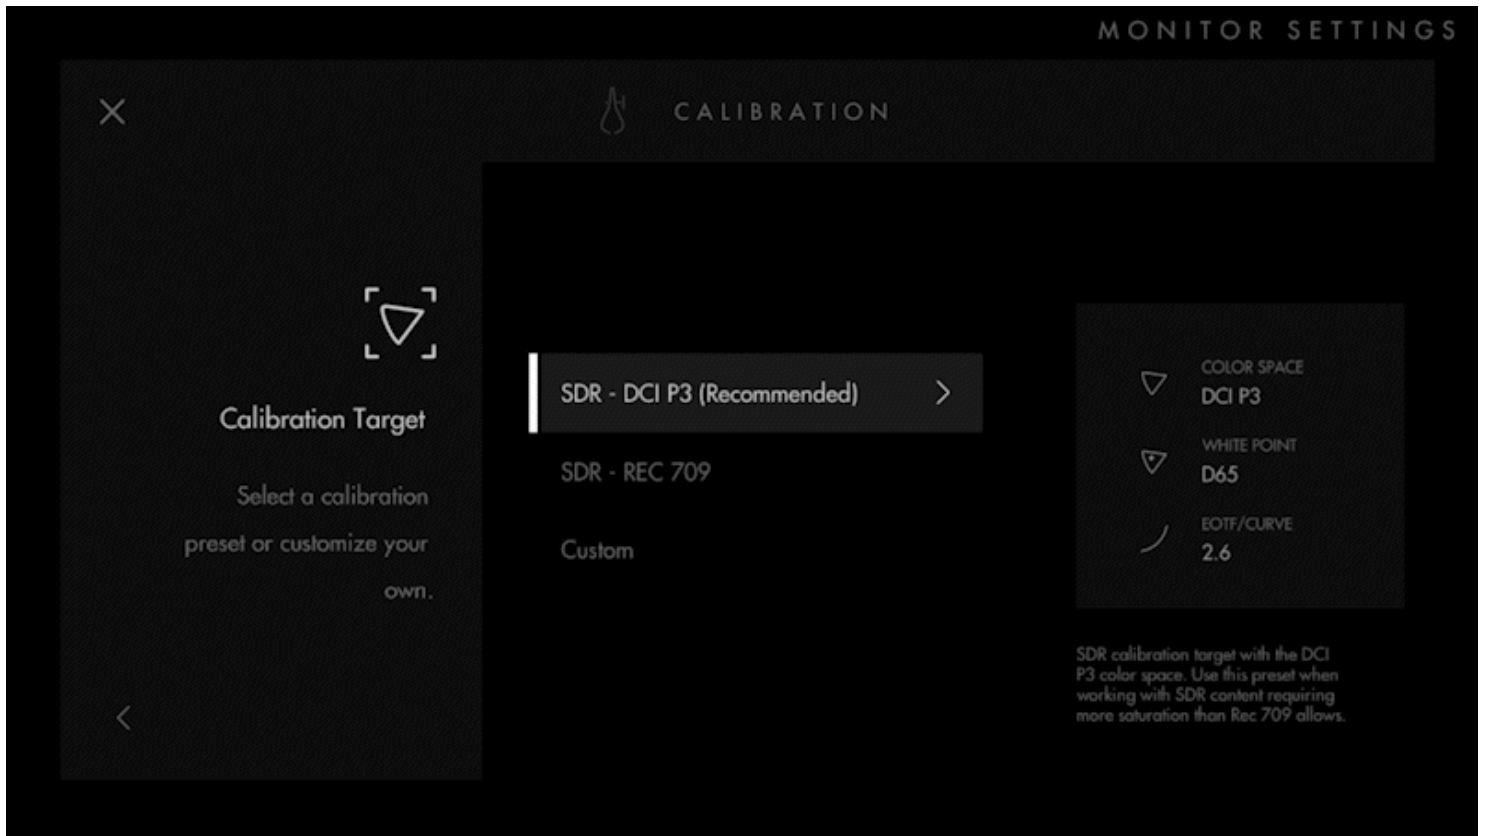 MONITOR SETTINGS
CALIBRATION
Calibration Target
Select a calibration
preset or customize your
own.
SDR - DCI P3 (Recommended)
SDR - REC 709
Custom
COLOR SPACE
DCI P3
WHITE POINT
D65
EOTF/CURVE
2.6
SDR calibration target with the DCI
P3 color space. Use this preset when
working with SDR content requiring
more saturation than Rec 709 allows.